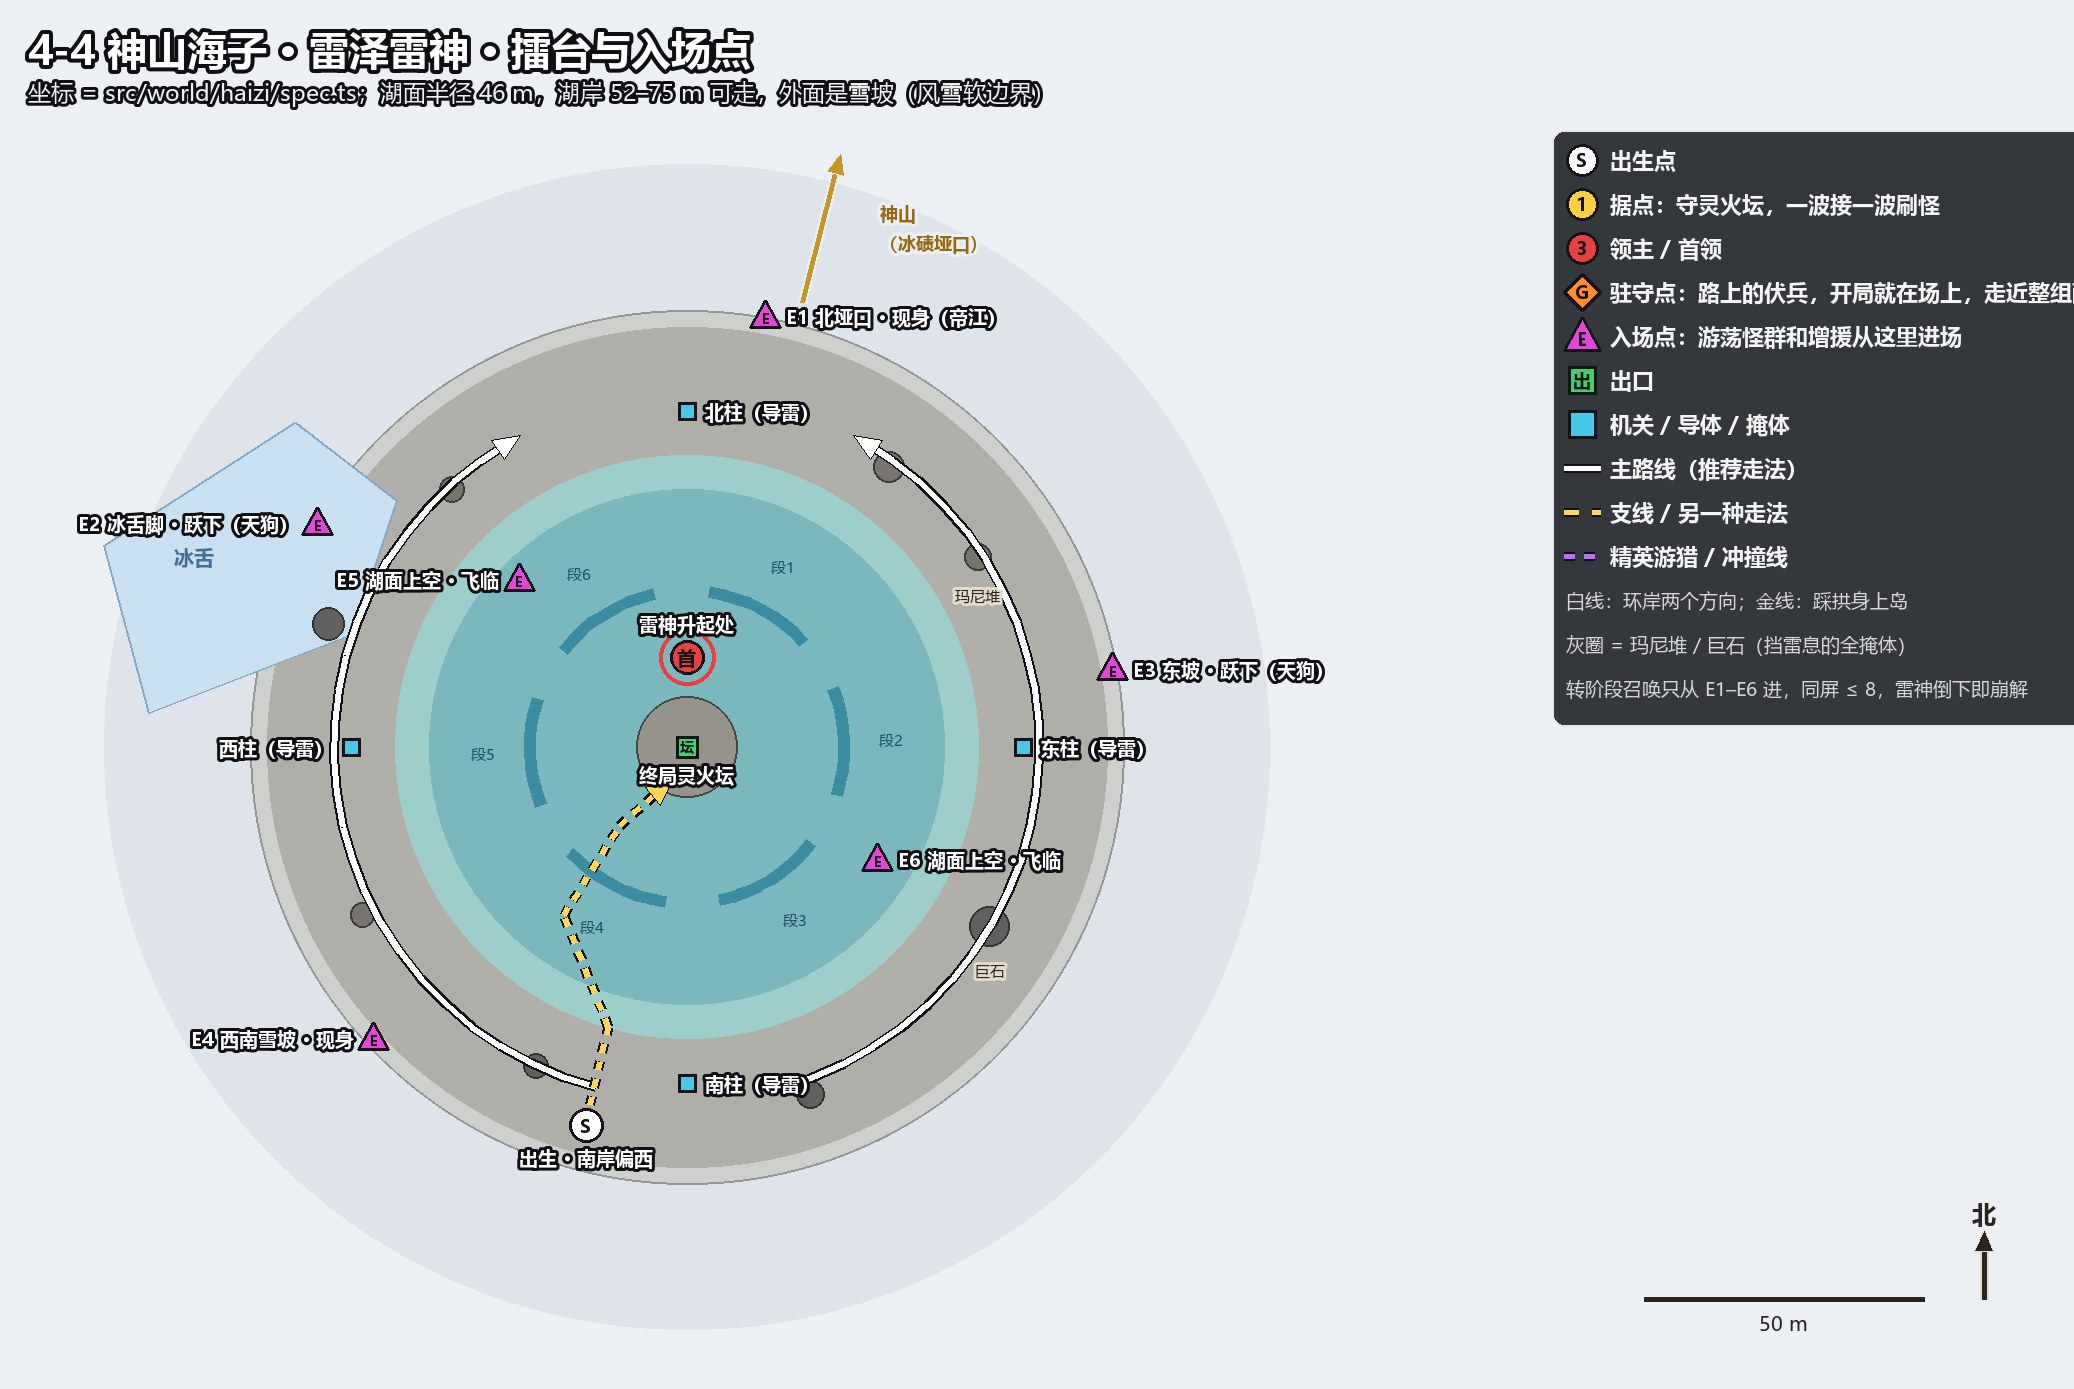 4-4 神山海子·雷泽雷神·擂台与入场点
坐标 = src/world/haizi/spec.ts；湖面半径 46 m，湖岸 52–75 m 可走，外面是雪坡（风雪软边界）
神山
（冰碛垭口）
E
E1 北垭口·现身（帝江）
北柱（导雷）
E2 冰舌脚·跃下（天狗）
E
冰舌
E5 湖面上空·飞临
E
段6
段1
玛尼堆
雷神升起处
首
E
E3 东坡·跃下（天狗）
西柱（导雷）
段5
坛
终局灵火坛
段2
东柱（导雷）
E
E6 湖面上空·飞临
段4
段3
巨石
E4 西南雪坡·现身
E
南柱（导雷）
S
出生·南岸偏西
S
出生点
1
据点：守灵火坛，一波接一波刷怪
3
领主 / 首领
G
驻守点：路上的伏兵，开局就在场上，走近整组
E
入场点：游荡怪群和增援从这里进场
出
出口
机关 / 导体 / 掩体
主路线（推荐走法）
支线 / 另一种走法
精英游猎 / 冲撞线
白线：环岸两个方向；金线：踩拱身上岛
灰圈 = 玛尼堆 / 巨石（挡雷息的全掩体）
转阶段召唤只从 E1–E6 进，同屏 ≤ 8，雷神倒下即崩解
北
50 m